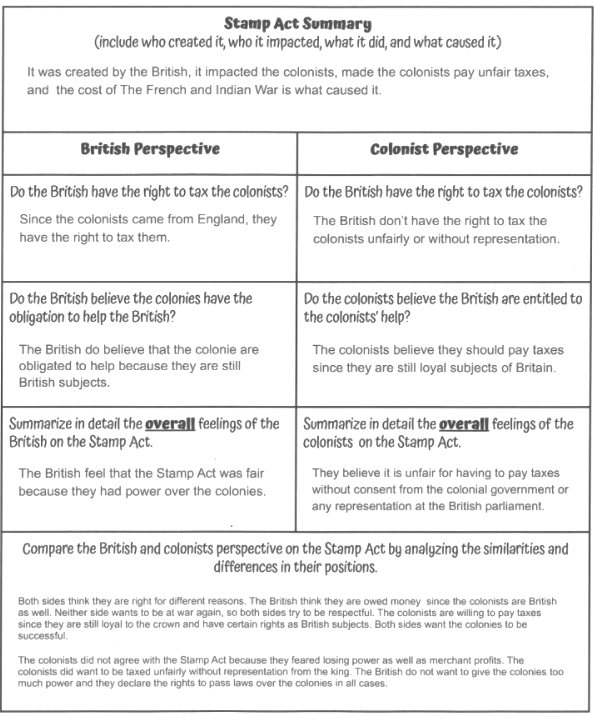 Stamp Act Summary
(include who created it, who it impacted, what it did, and what caused it)
It was created by the British, it impacted the colonists, made the colonists pay unfair taxes,
and the cost of The French and Indian War is what caused it.
British Perspective
Do the British have the right to tax the colonists?
Since the colonists came from England, they
have the right to tax them.
Do the British believe the colonies have the
obligation to help the British?
The British do believe that the colonie are
obligated to help because they are still
British subjects.
Summarize in detail the overall feelings of the
British on the Stamp Act.
The British feel that the Stamp Act was fair
because they had power over the colonies.
Colonist Perspective
Do the British have the right to tax the colonists?
The British don't have the right to tax the
colonists unfairly or without representation.
Do the colonists believe the British are entitled to
the colonists' help?
The colonists believe they should pay taxes
since they are still loyal subjects of Britain.
Summarize in detail the overall feelings of the
colonists on the Stamp Act.
They believe it is unfair for having to pay taxes
without consent from the colonial government or
any representation at the British parliament.
Compare the British and colonists perspective on the Stamp Act by analyzing the similarities and
differences in their positions.
Both sides think they are right for different reasons. The British think they are owed money since the colonists are British
as well. Neither side wants to be at war again, so both sides try to be respectful. The colonists are willing to pay taxes
since they are still loyal to the crown and have certain rights as British subjects. Both sides want the colonies to be
successful.
The colonists did not agree with the Stamp Act because they feared losing power as well as merchant profits. The
colonists did want to be taxed unfairly without representation from the king. The British do not want to give the colonies too
much power and they declare the rights to pass laws over the colonies in all cases.